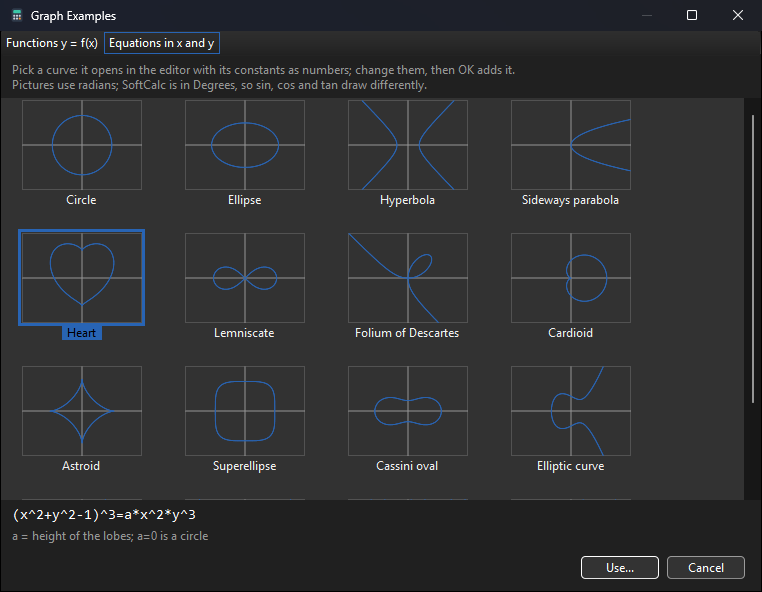 Graph Examples
Functions y = f(x) Equations in x and y
Pick a curve: it opens in the editor with its constants as numbers; change them, then OK adds it.
Pictures use radians; SoftCalc is in Degrees, so sin, cos and tan draw differently.
Circle Ellipse Hyperbola Sideways parabola
Heart Lemniscate Folium of Descartes Cardioid
Astroid Superellipse Cassini oval Elliptic curve
(x^2+y^2-1)^3=a*x^2*y^3
a = height of the lobes; a=0 is a circle
Use... Cancel